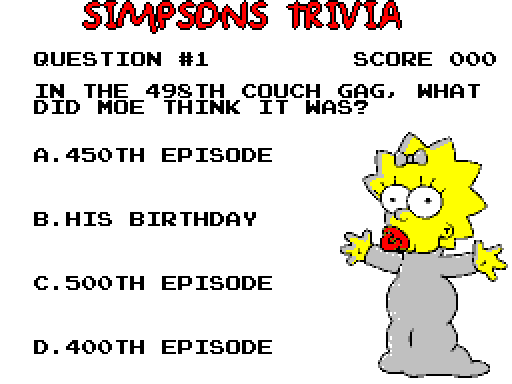 SIMPSONS TRIVIA
QUESTION #1 SCORE 000
IN THE 498TH COUCH GAG, WHAT
DID MOE THINK IT WAS?
A.450TH EPISODE
B.HIS BIRTHDAY
C.500TH EPISODE
D.400TH EPISODE